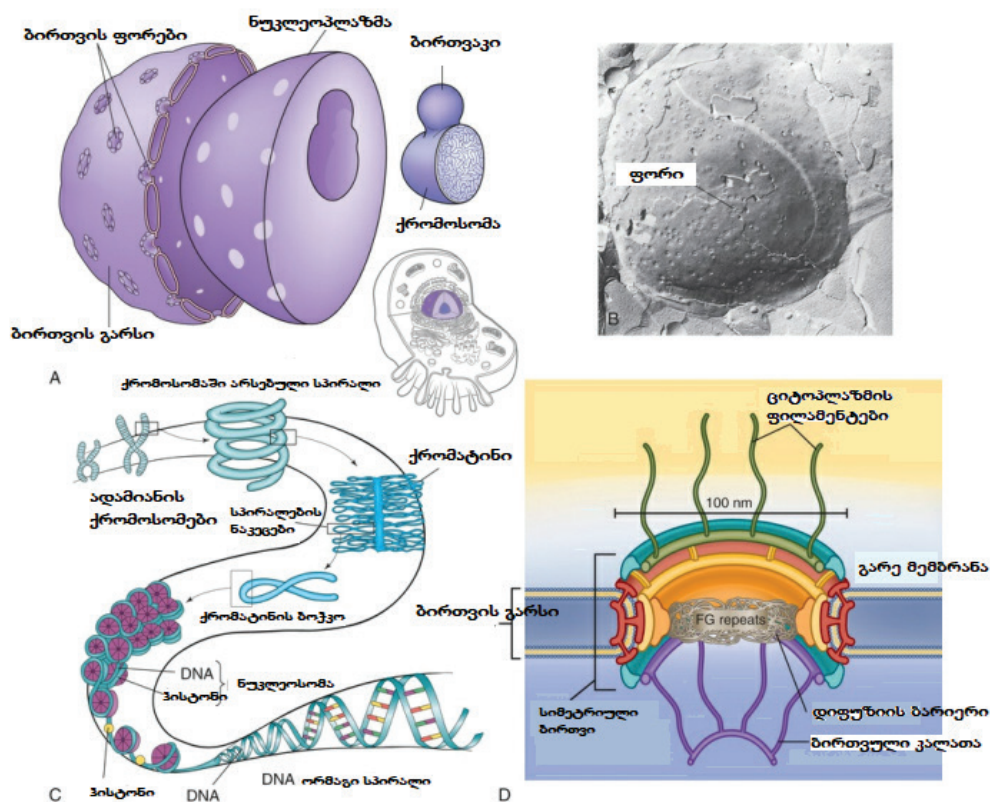 ბირთვის ფორები
ნუკლეოპლაზმა
ბირთვაკი
ქრომოსომა
ბირთვის გარსი
A
ფორი
B
ქრომოსომაში არსებული სპირალი
ადამიანის
ქრომოსომები
ქრომატინი
სპირალების
ნაკეცები
ქრომატინის ბოჭკო
DNA
ჰისტონი
ნუკლეოსომა
ჰისტონი
DNA
DNA ორმაგი სპირალი
C
ციტოპლაზმის
ფილამენტები
100 nm
გარე მემბრანა
ბირთვის გარსი
FG repeats
სიმეტრიული
ბირთვი
დიფუზიის ბარიერი
ბირთვული კალათა
D